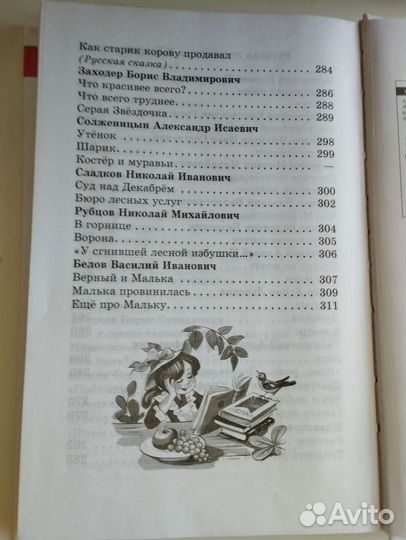 Как старик корову продавал
(Русская сказка) . . . . . . . . . . . . . . . . . . . . . . 284
Заходер Борис Владимирович
Что красивее всего? . . . . . . . . . . . . . . . . . . . 286
Что всего труднее . . . . . . . . . . . . . . . . . . . . 288
Серая Звёздочка . . . . . . . . . . . . . . . . . . . . . 289
Солженицын Александр Исаевич
Утёнок . . . . . . . . . . . . . . . . . . . . . . . . . . 298
Шарик. . . . . . . . . . . . . . . . . . . . . . . . . . . 299
Костёр и муравьи . . . . . . . . . . . . . . . . . . . . —
Сладков Николай Иванович
Суд над Декабрём . . . . . . . . . . . . . . . . . . . 300
Бюро лесных услуг . . . . . . . . . . . . . . . . . . 302
Рубцов Николай Михайлович
В горнице . . . . . . . . . . . . . . . . . . . . . . . . 304
Ворона. . . . . . . . . . . . . . . . . . . . . . . . . . 305
«У сгнившей лесной избушки...» . . . . . . . . . 306
Белов Василий Иванович
Верный и Малька . . . . . . . . . . . . . . . . . . . 307
Малька провинилась . . . . . . . . . . . . . . . . . 309
Ещё про Мальку. . . . . . . . . . . . . . . . . . . . 311
Avito